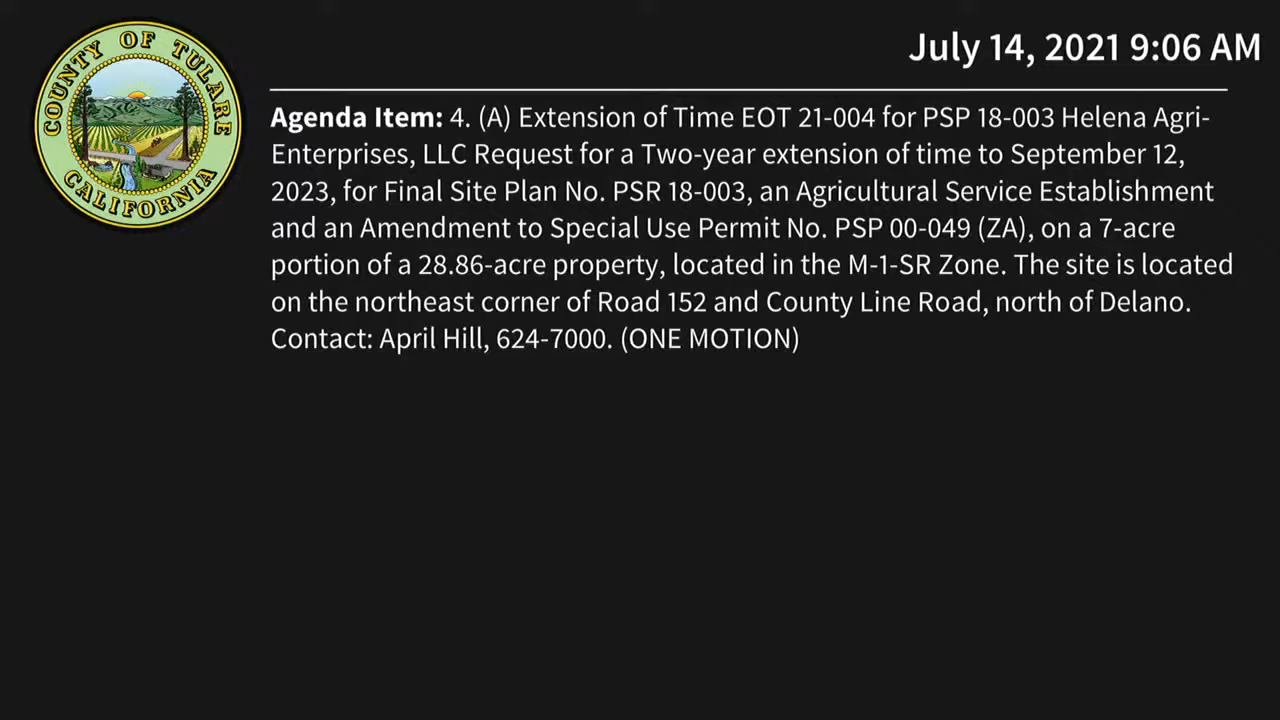 COUNTY OF TULARE
CALIFORNIA
July 14, 2021 9:06 AM
Agenda Item: 4. (A) Extension of Time EOT 21-004 for PSP 18-003 Helena Agri-
Enterprises, LLC Request for a Two-year extension of time to September 12,
2023, for Final Site Plan No. PSR 18-003, an Agricultural Service Establishment
and an Amendment to Special Use Permit No. PSP 00-049 (ZA), on a 7-acre
portion of a 28.86-acre property, located in the M-1-SR Zone. The site is located
on the northeast corner of Road 152 and County Line Road, north of Delano.
Contact: April Hill, 624-7000. (ONE MOTION)